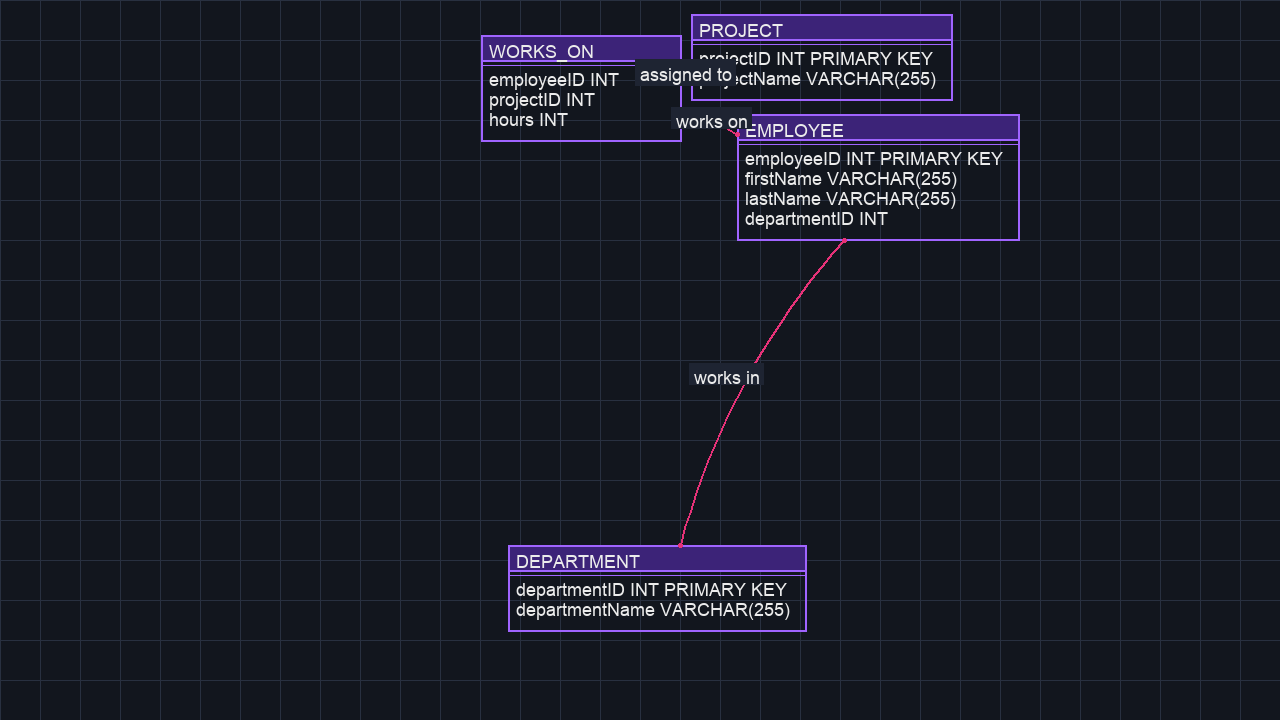 PROJECT
projectID INT PRIMARY KEY
projectName VARCHAR(255)
WORKS_ON
employeeID INT
projectID INT
hours INT
assigned to
works on
EMPLOYEE
employeeID INT PRIMARY KEY
firstName VARCHAR(255)
lastName VARCHAR(255)
departmentID INT
works in
DEPARTMENT
departmentID INT PRIMARY KEY
departmentName VARCHAR(255)